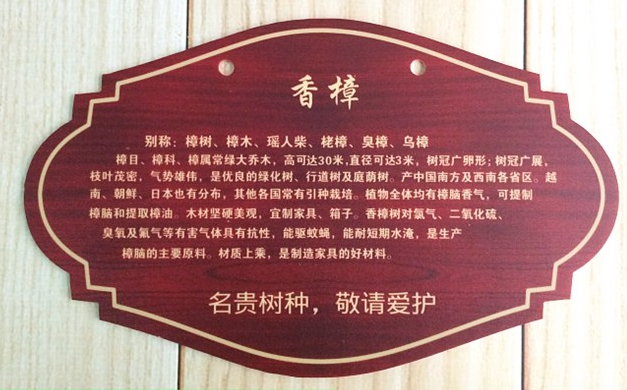 香樟
别称：樟树、樟木、瑶人柴、栳樟、臭樟、乌樟
樟目、樟科、樟属常绿大乔木，高可达30米,直径可达3米，树冠广卵形；树冠广展，
枝叶茂密，气势雄伟，是优良的绿化树、行道树及庭荫树。产中国南方及西南各省区。越
南、朝鲜、日本也有分布，其他各国常有引种栽培。植物全体均有樟脑香气，可提制
樟脑和提取樟油。木材坚硬美观，宜制家具、箱子。香樟树对氯气、二氧化硫、
臭氧及氟气等有害气体具有抗性，能驱蚊蝇，能耐短期水淹，是生产
樟脑的主要原料。材质上乘，是制造家具的好材料。
名贵树种，敬请爱护